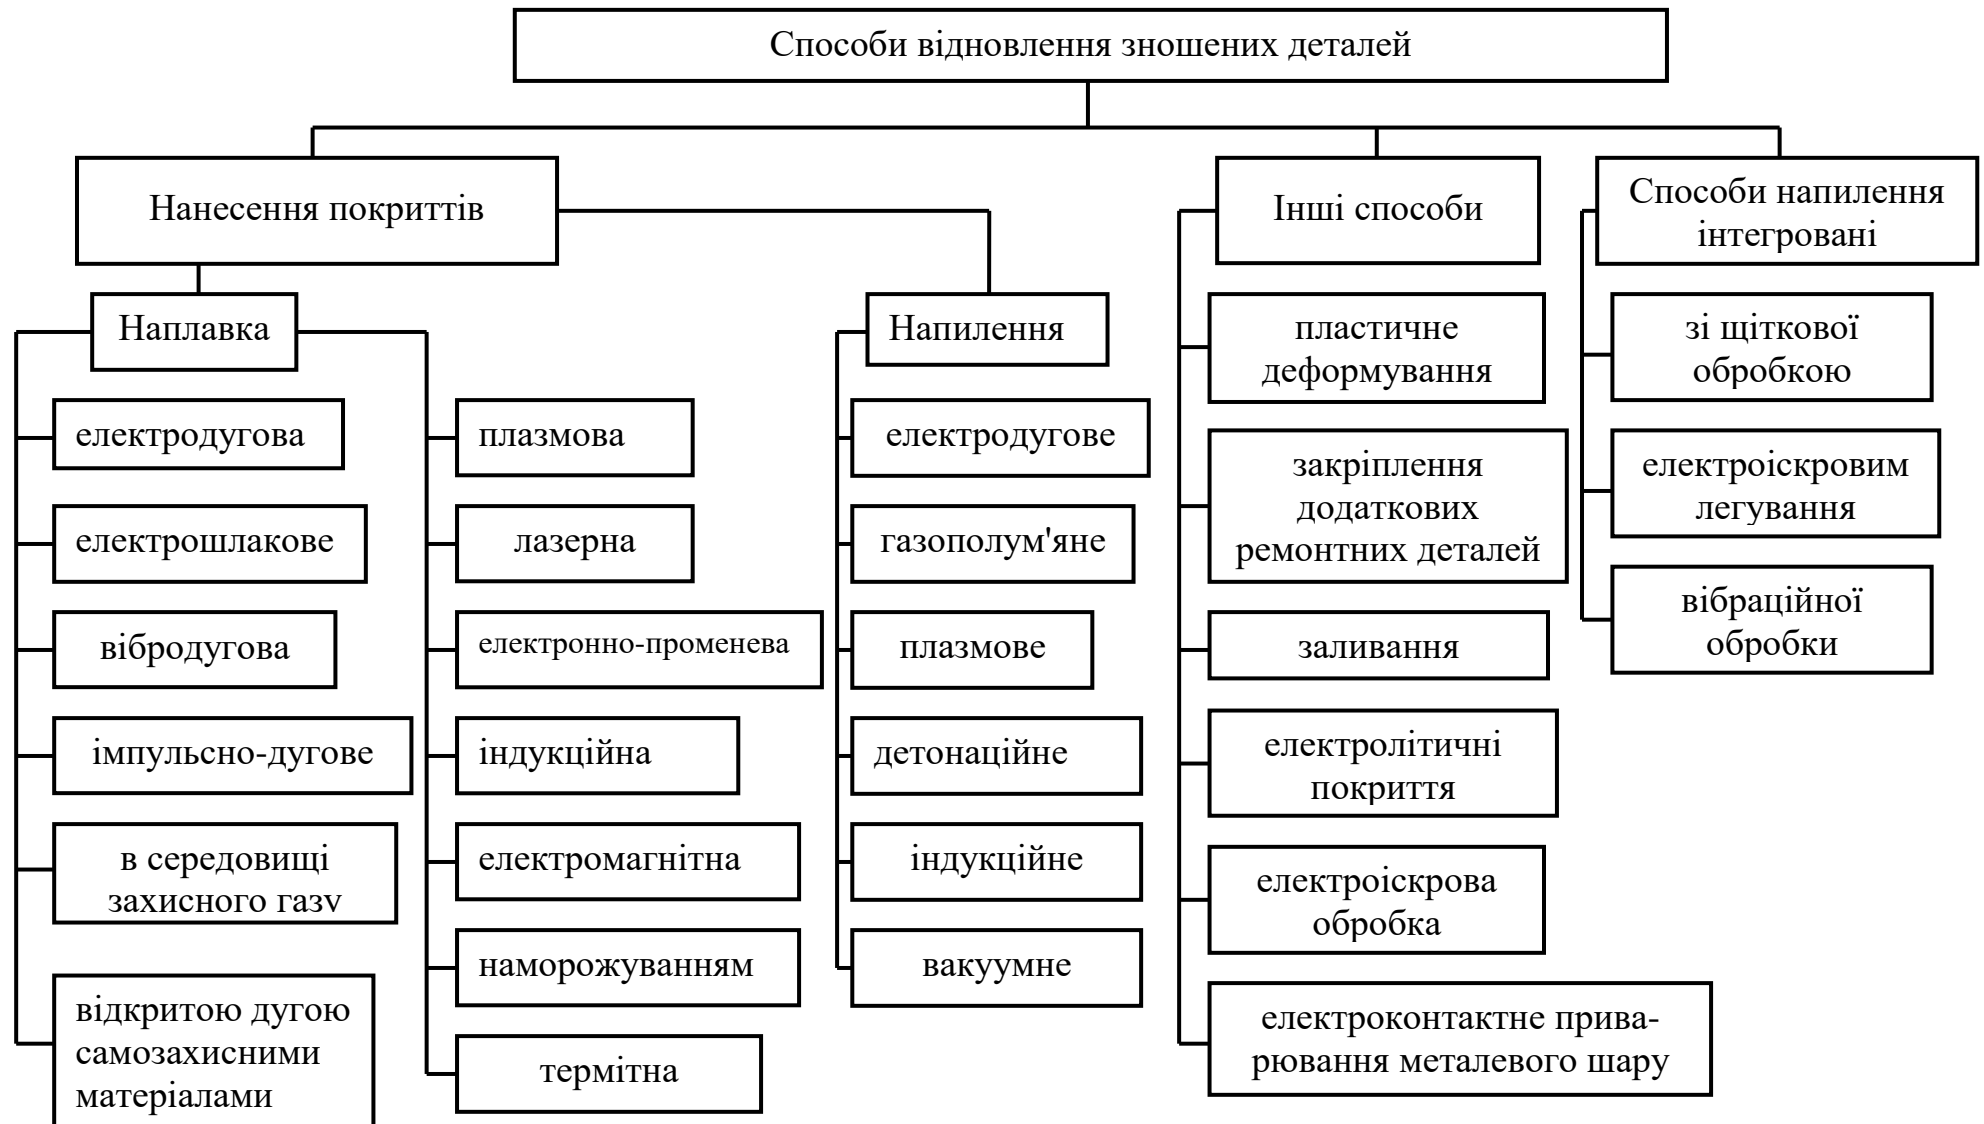 Способи відновлення зношених деталей
Нанесення покриттів
Інші способи
Способи напилення
інтегровані
Наплавка
електродугова
електрошлакове
вібродугова
імпульсно-дугове
в середовищі
захисного газу
відкритою дугою
самозахисними
матеріалами
плазмова
лазерна
електронно-променева
індукційна
електромагнітна
наморожуванням
термітна
Напилення
електродугове
газополум'яне
плазмове
детонаційне
індукційне
вакуумне
пластичне
деформування
закріплення
додаткових
ремонтних деталей
заливання
електролітичні
покриття
електроіскрова
обробка
електроконтактне прива-
рювання металевого шару
зі щіткової
обробкою
електроіскровим
легування
вібраційної
обробки